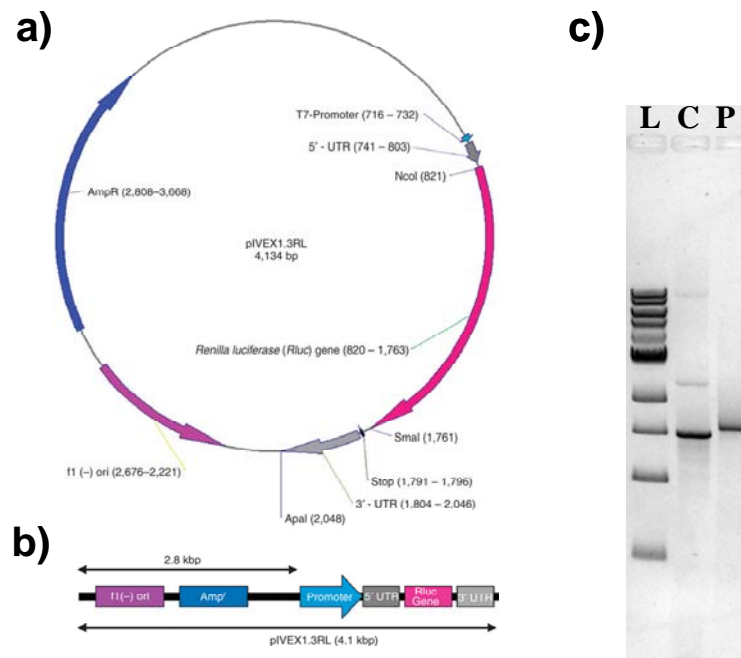 a)
c)
T7-Promoter (716 – 732)
5' - UTR (741 – 803)
NcoI (821)
AmpR (2,808–3,668)
pIVEX1.3RL
4,134 bp
Renilla luciferase (Rluc) gene (820 – 1,763)
SmaI (1,761)
f1 (–) ori (2,676–2,221)
Stop (1,791 – 1,796)
3' - UTR (1,804 – 2,046)
ApaI (2,048)
L C P
b)
2.8 kbp
f1(–) ori Ampʳ Promoter 5' UTR Rluc Gene 3' UTR
pIVEX1.3RL (4.1 kbp)